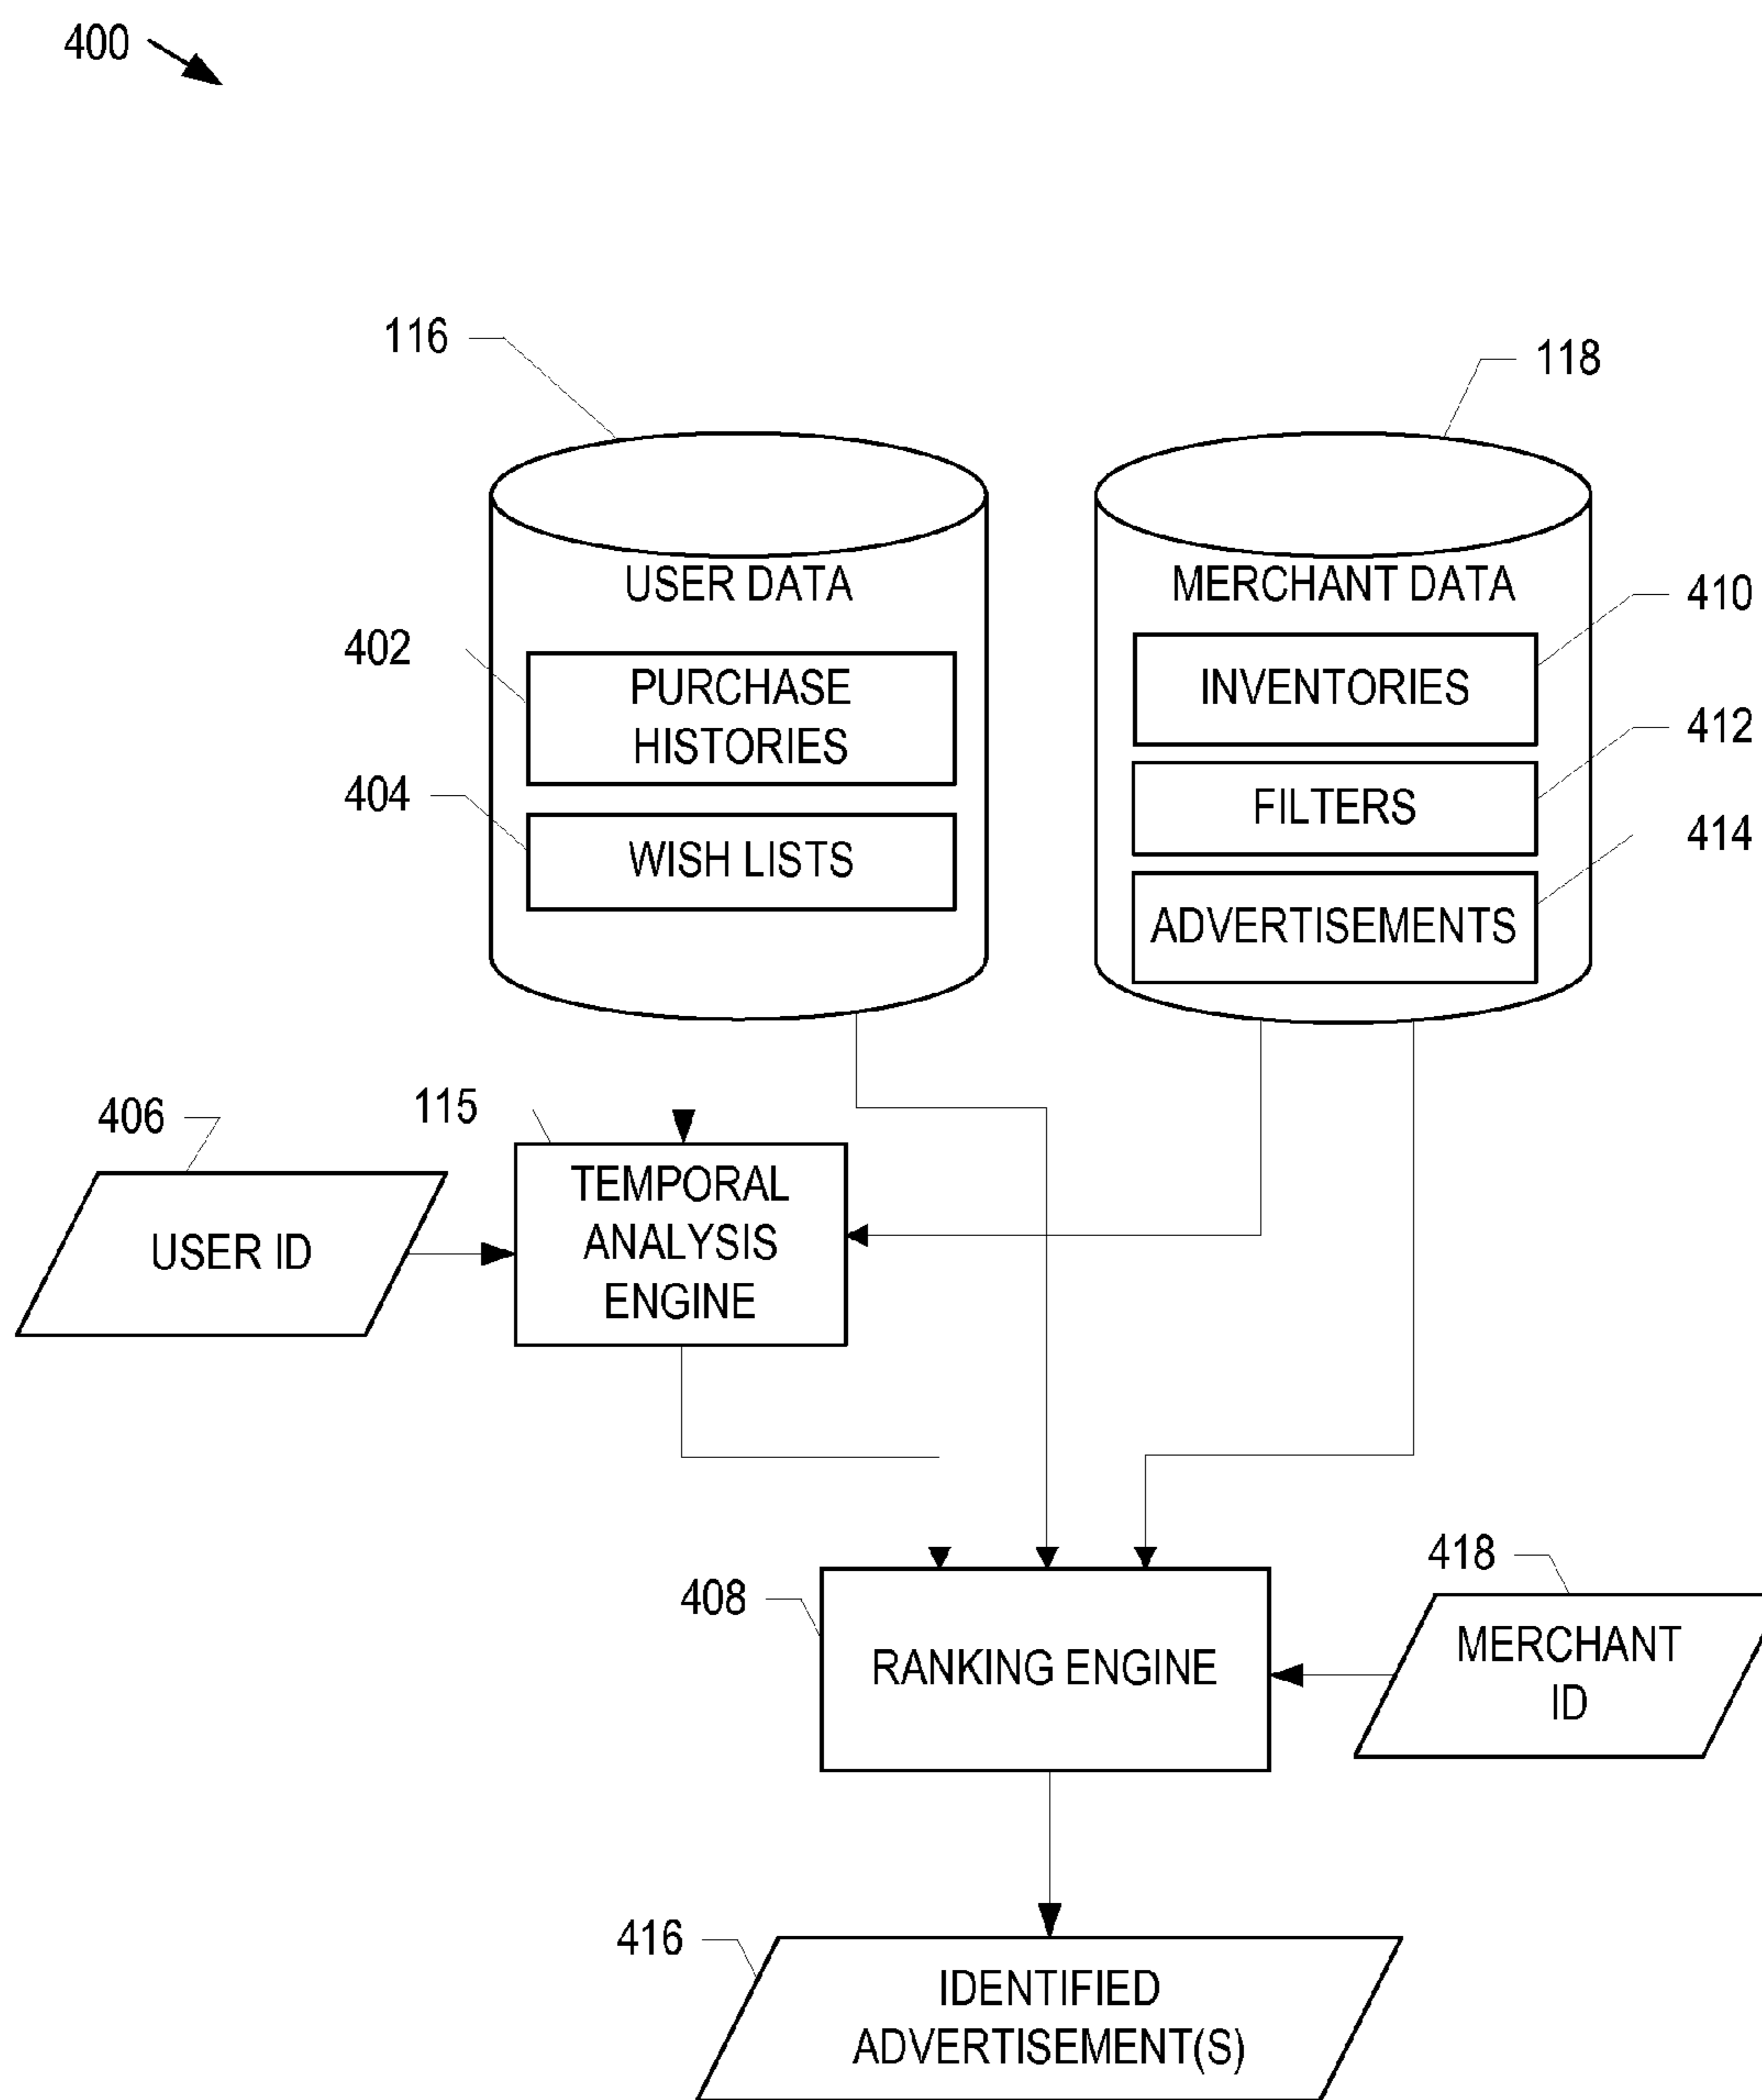 400
116
118
USER DATA
MERCHANT DATA
410
402
PURCHASE
HISTORIES
INVENTORIES
412
404
WISH LISTS
FILTERS
414
ADVERTISEMENTS
406
115
USER ID
TEMPORAL
ANALYSIS
ENGINE
418
408
RANKING ENGINE
MERCHANT
ID
416
IDENTIFIED
ADVERTISEMENT(S)